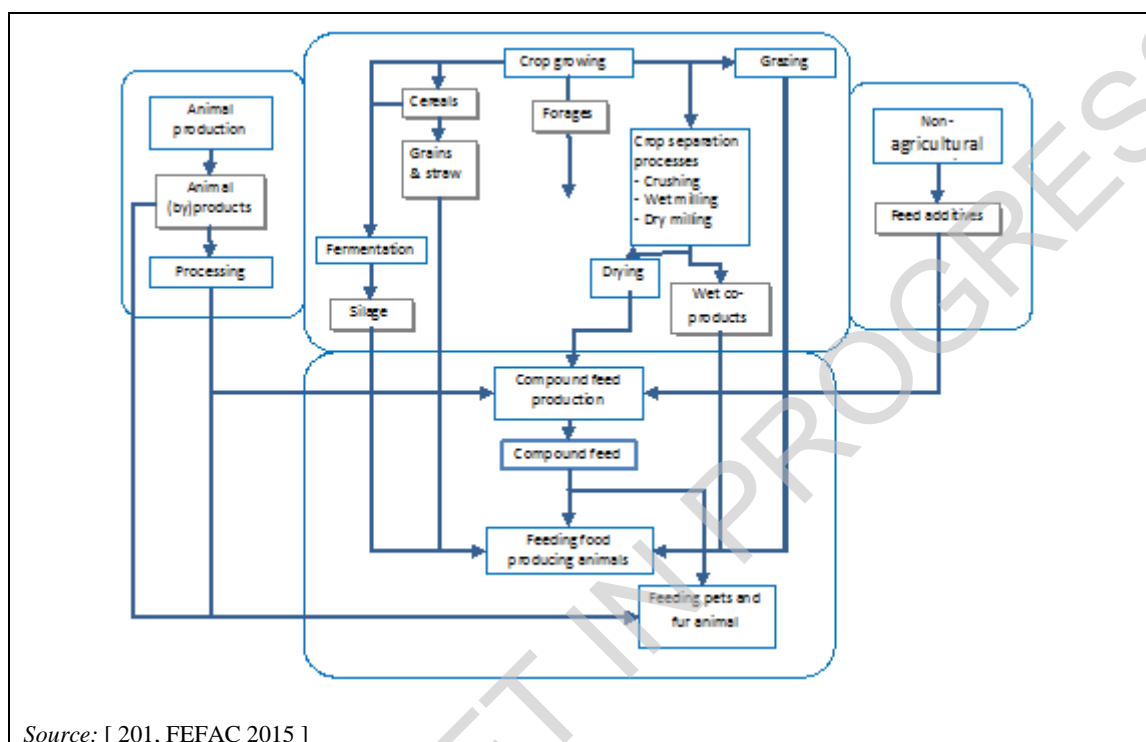 Crop growing
Grazing
Animal
production
Cereals
Forages
Non-
agricultural
Grains
& straw
Crop separation
processes
- Crushing
- Wet milling
- Dry milling
Animal
(by)products
Feed additives
Fermentation
Processing
Drying
Wet co-
products
Silage
Compound feed
production
Compound feed
Feeding food
producing animals
Feeding pets and
fur animal
Source: [ 201, FEFAC 2015 ]
T IN PROGRESS